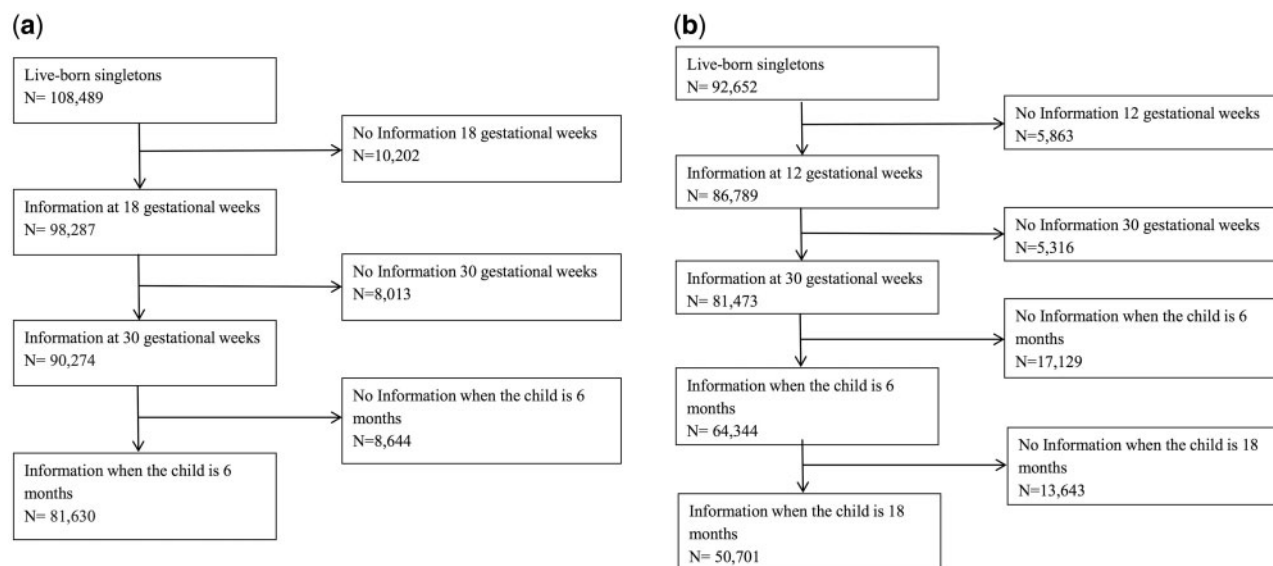 (a)
Live-born singletons
N= 108,489
No Information 18 gestational weeks
N=10,202
Information at 18 gestational weeks
N= 98,287
No Information 30 gestational weeks
N=8,013
Information at 30 gestational weeks
N= 90,274
No Information when the child is 6
months
N=8,644
Information when the child is 6
months
N= 81,630
(b)
Live-born singletons
N= 92,652
No Information 12 gestational weeks
N=5,863
Information at 12 gestational weeks
N= 86,789
No Information 30 gestational weeks
N=5,316
Information at 30 gestational weeks
N= 81,473
No Information when the child is 6
months
N=17,129
Information when the child is 6
months
N= 64,344
No Information when the child is 18
months
N=13,643
Information when the child is 18
months
N= 50,701